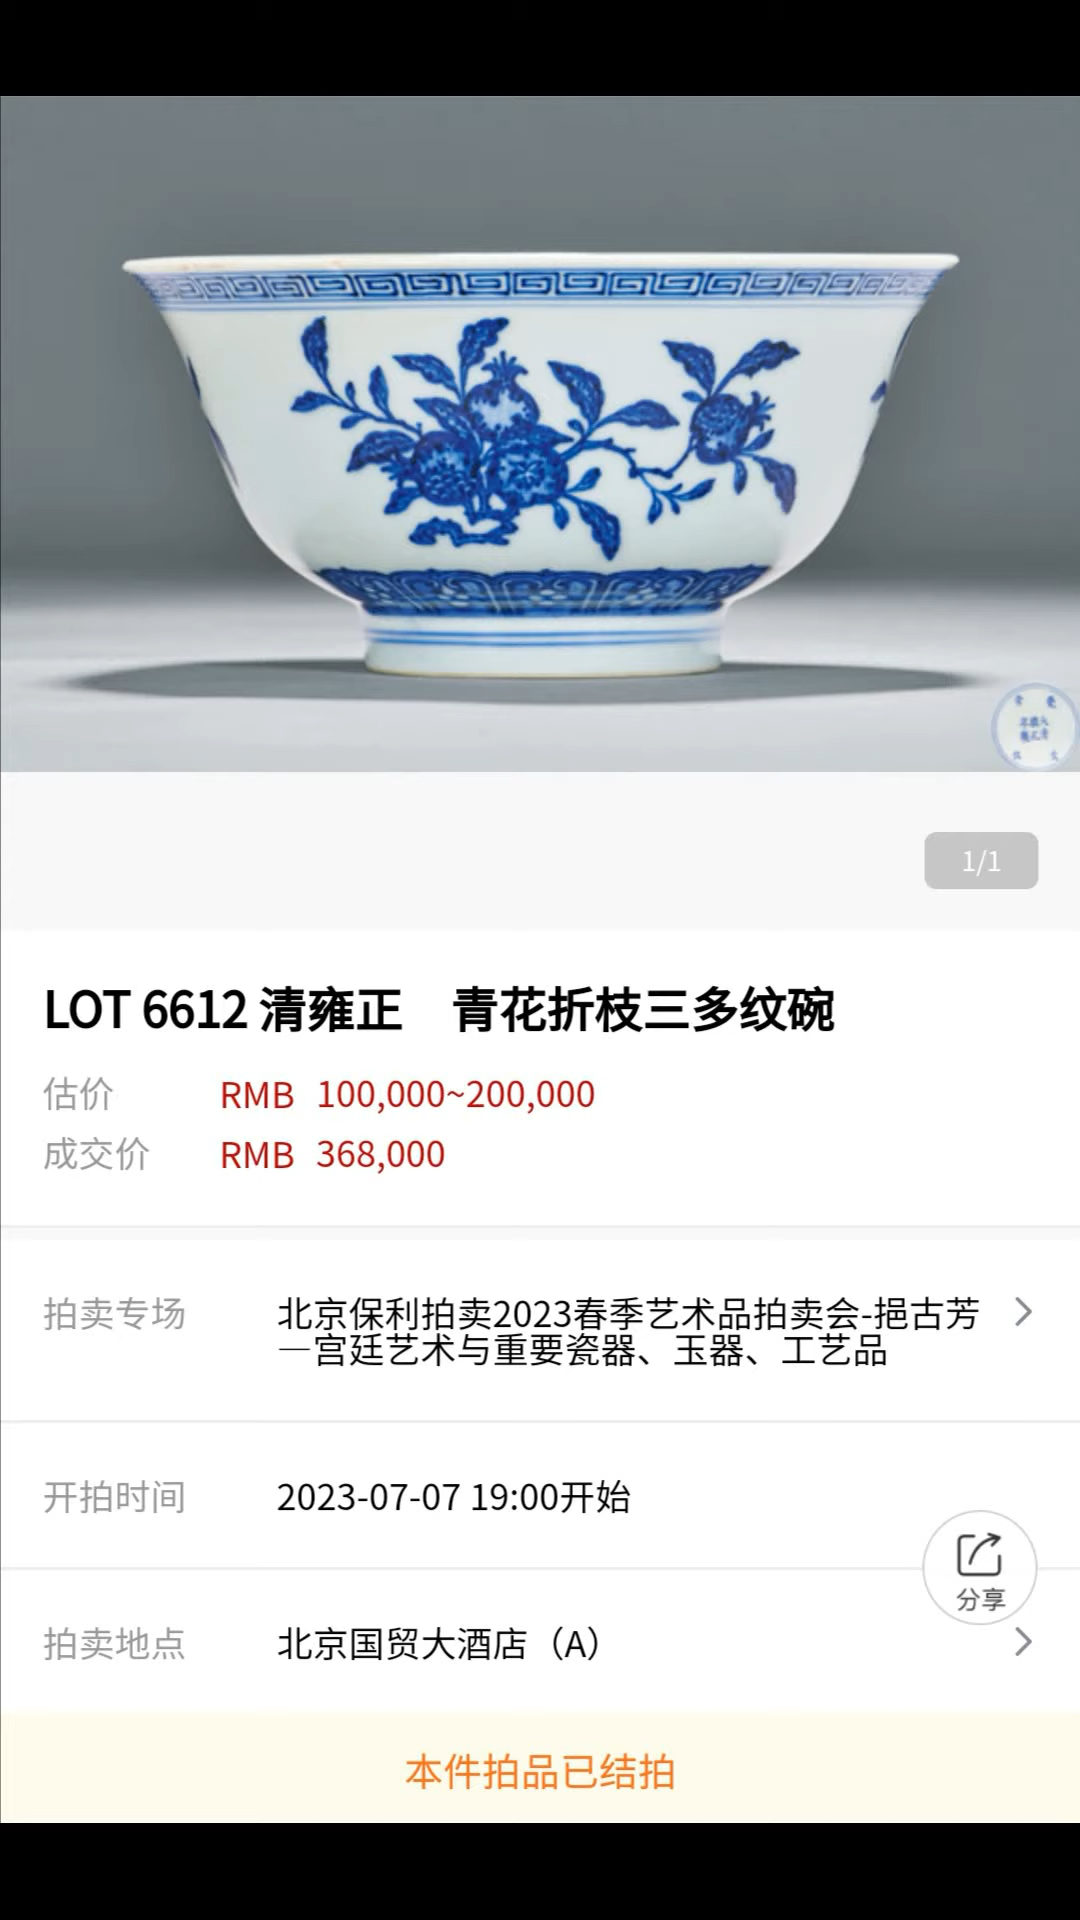 1/1
LOT 6612 清雍正　青花折枝三多纹碗
估价 RMB 100,000~200,000
成交价 RMB 368,000
拍卖专场 北京保利拍卖2023春季艺术品拍卖会-挹古芳
—宫廷艺术与重要瓷器、玉器、工艺品
开拍时间 2023-07-07 19:00开始
分享
拍卖地点 北京国贸大酒店（A）
本件拍品已结拍